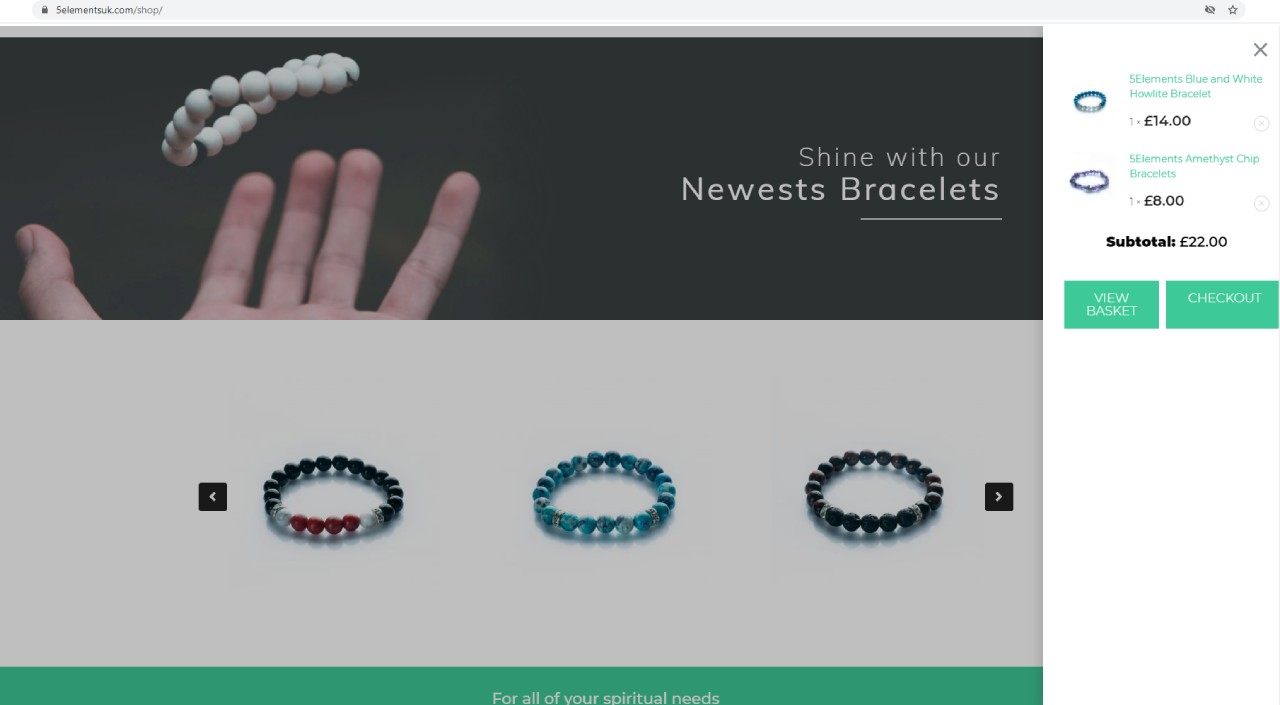 5elementsuk.com/shop/
Shine with our
Newests Bracelets
5Elements Blue and White
Howlite Bracelet
1 × £14.00
5Elements Amethyst Chip
Bracelets
1 × £8.00
Subtotal: £22.00
VIEW
BASKET
CHECKOUT
For all of your spiritual needs